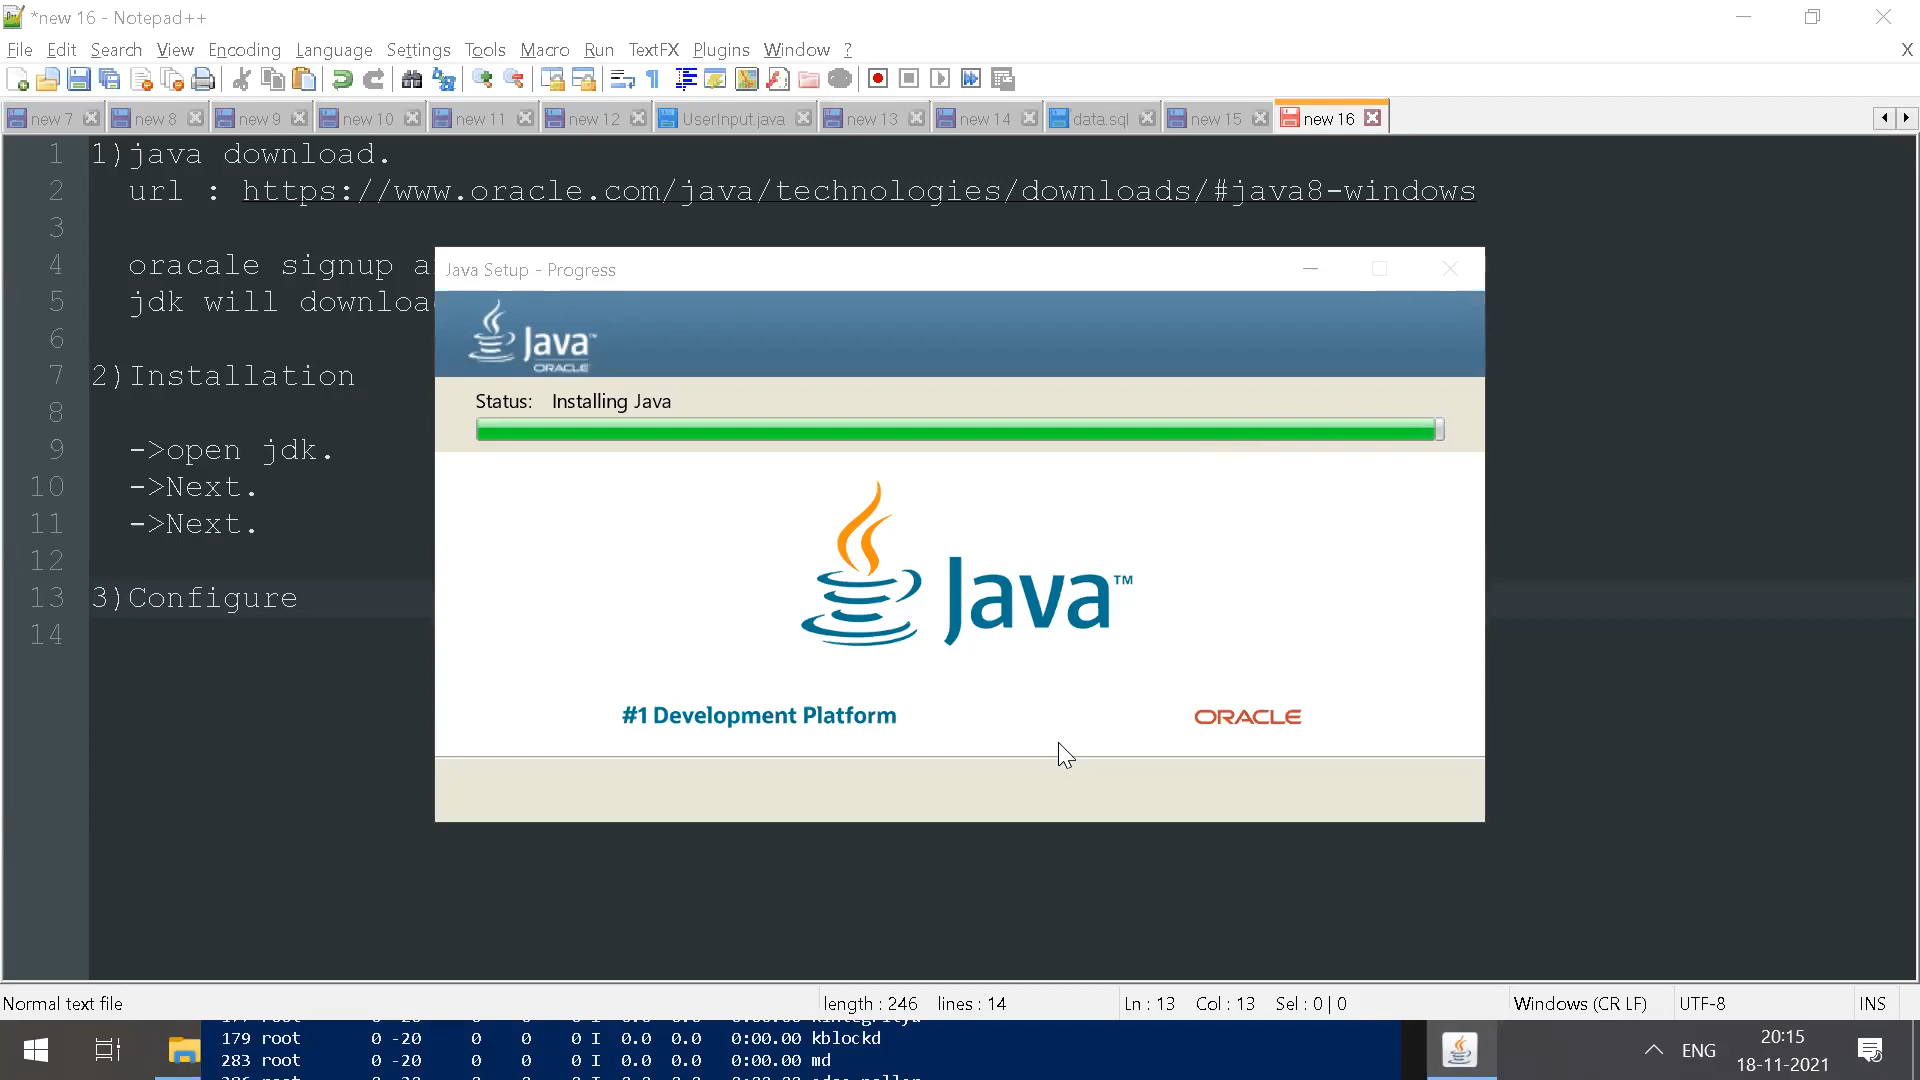 *new 16 - Notepad++
File Edit Search View Encoding Language Settings Tools Macro Run TextFX Plugins Window ?
X
new 7 new 8 new 9 new 10 new 11 new 12 UserInput.java new 13 new 14 data.sql new 15 new 16
1 1)java download.
2 url : https://www.oracle.com/java/technologies/downloads/#java8-windows
3
4 oracale signup a
5 jdk will downloa
6
7 2)Installation
8
9 ->open jdk.
10 ->Next.
11 ->Next.
12
13 3)Configure
14
Java Setup - Progress
Java™
ORACLE
Status: Installing Java
Java™
#1 Development Platform
ORACLE
Normal text file length : 246 lines : 14 Ln : 13 Col : 13 Sel : 0 | 0 Windows (CR LF) UTF-8 INS
179 root 0 -20 0 0 0 I 0.0 0.0 0:00.00 kblockd
283 root 0 -20 0 0 0 I 0.0 0.0 0:00.00 md
ENG
20:15
18-11-2021